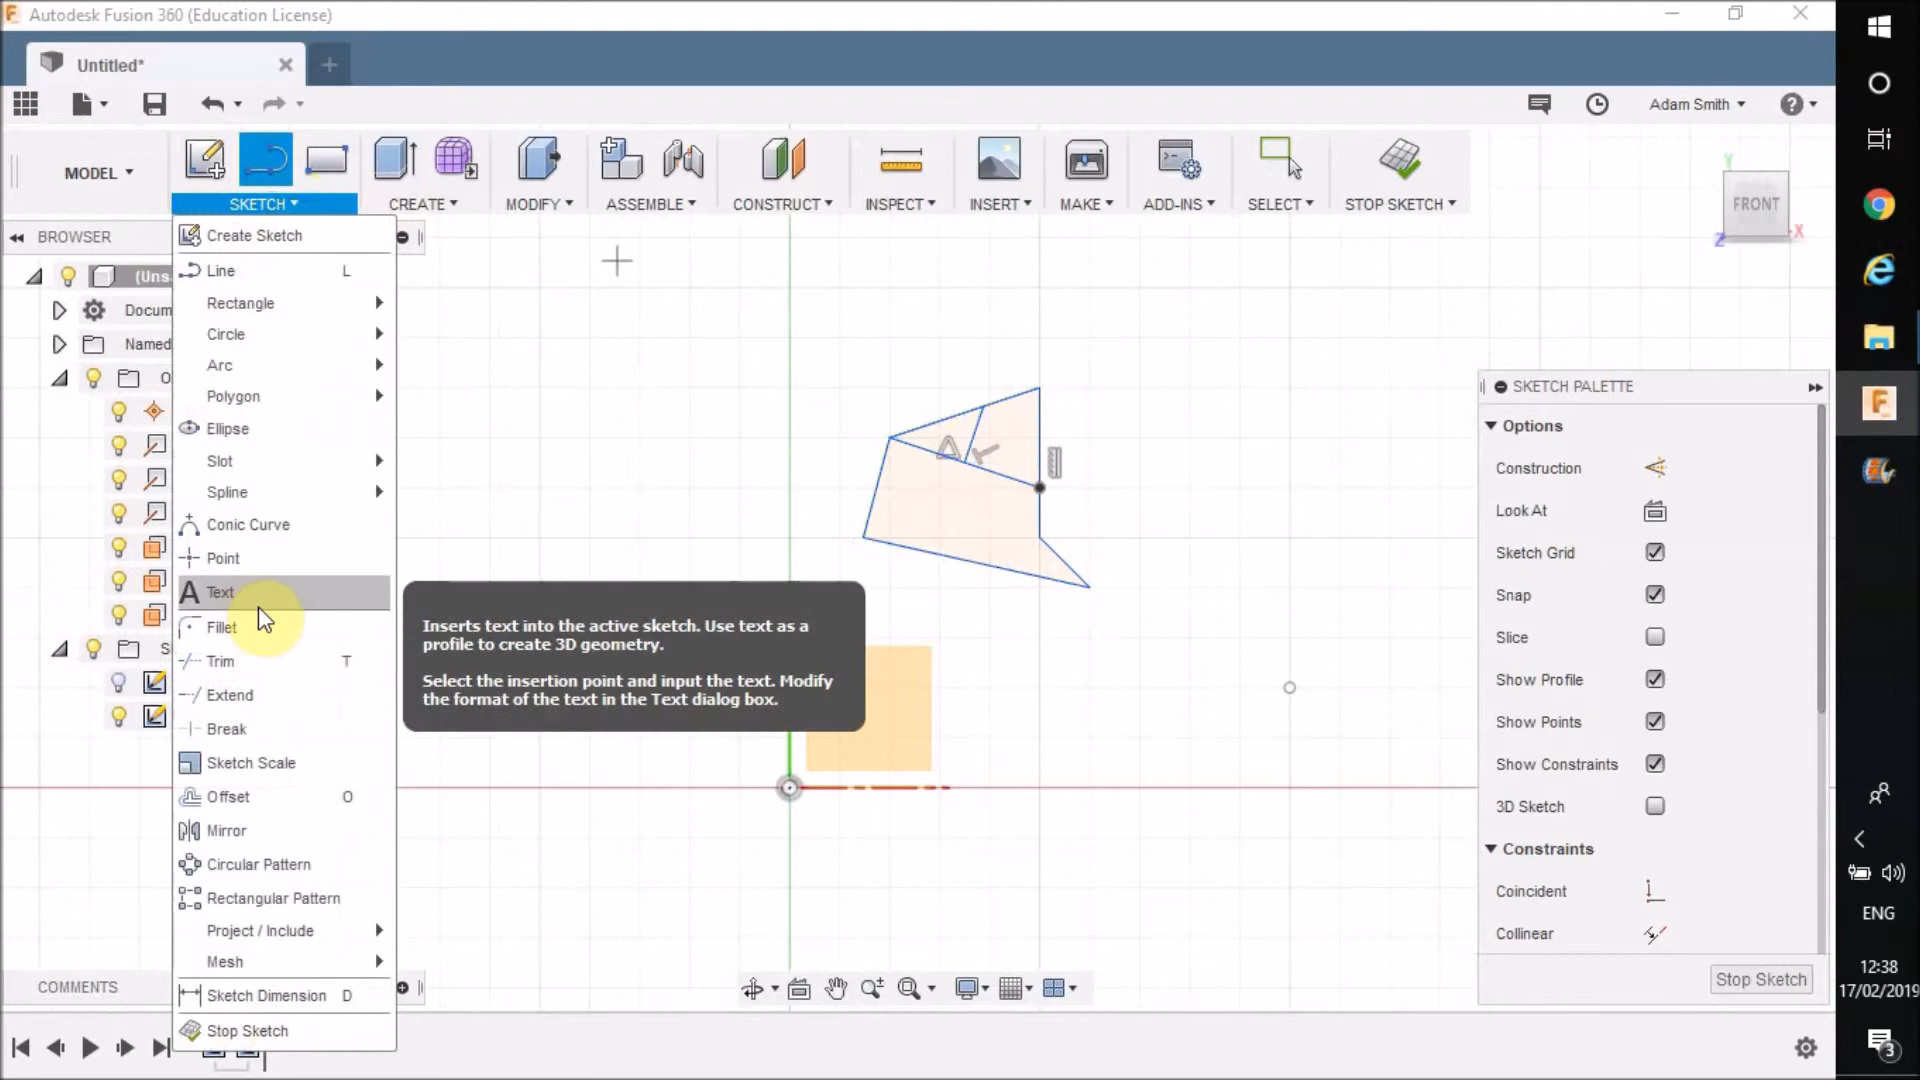 Autodesk Fusion 360 (Education License)
Untitled*
Adam Smith
MODEL
SKETCH
CREATE
MODIFY
ASSEMBLE
CONSTRUCT
INSPECT
INSERT
MAKE
ADD-INS
SELECT
STOP SKETCH
FRONT
Y
X
Z
BROWSER
(Uns
Docum
Named
O
S
Create Sketch
Line L
Rectangle
Circle
Arc
Polygon
Ellipse
Slot
Spline
Conic Curve
Point
Text
Fillet
Trim T
Extend
Break
Sketch Scale
Offset O
Mirror
Circular Pattern
Rectangular Pattern
Project / Include
Mesh
Sketch Dimension D
Stop Sketch
Inserts text into the active sketch. Use text as a
profile to create 3D geometry.
Select the insertion point and input the text. Modify
the format of the text in the Text dialog box.
SKETCH PALETTE
Options
Construction
Look At
Sketch Grid
Snap
Slice
Show Profile
Show Points
Show Constraints
3D Sketch
Constraints
Coincident
Collinear
Stop Sketch
COMMENTS
ENG
12:38
17/02/2019
3